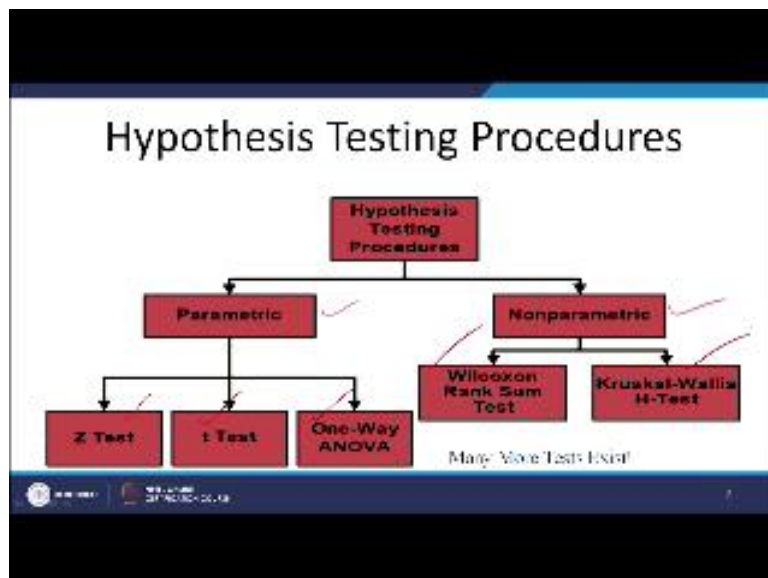 Hypothesis Testing Procedures
Hypothesis
Testing
Procedures
Parametric
Nonparametric
Wilcoxon
Rank Sum
Test
Kruskal-Wallis
H-Test
Z Test
t Test
One-Way
ANOVA
Many More Tests Exist!